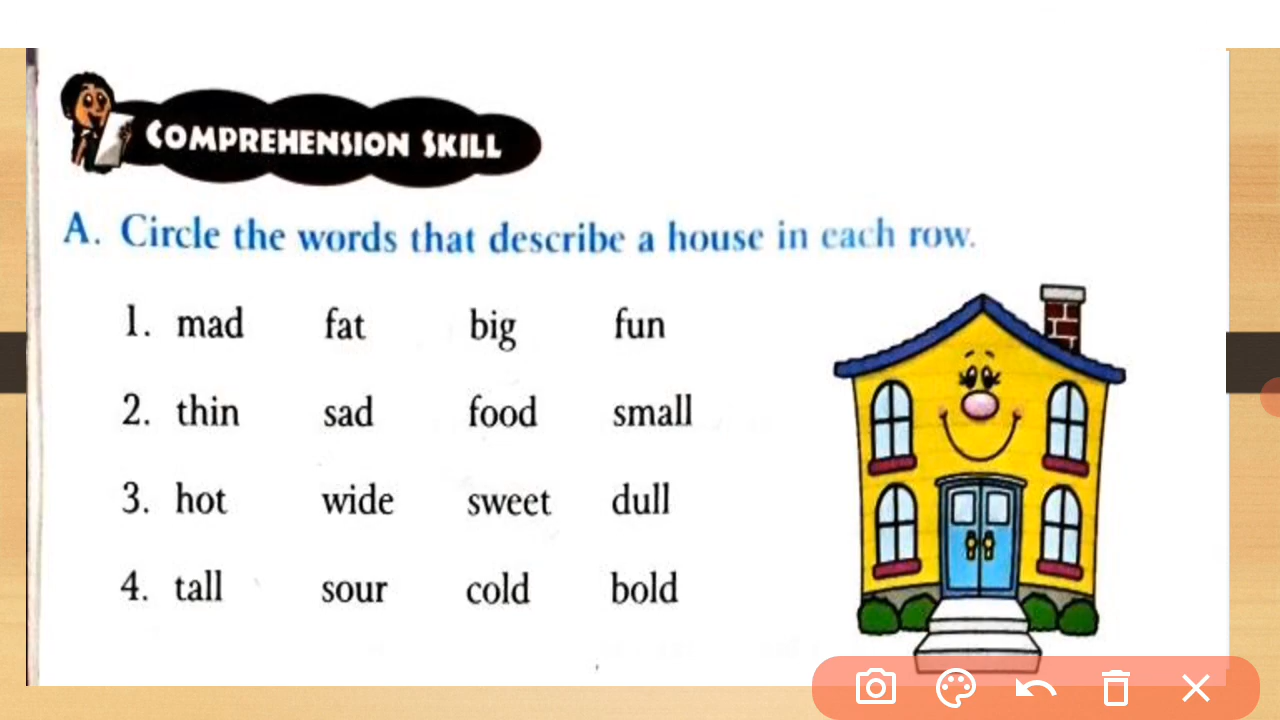 COMPREHENSION SKILL
A. Circle the words that describe a house in each row.
1. mad fat big fun
2. thin sad food small
3. hot wide sweet dull
4. tall sour cold bold